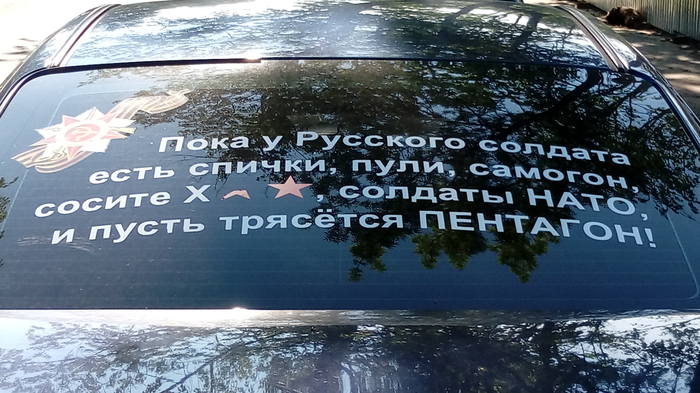 Пока у Русского солдата
есть спички, пули, самогон,
сосите Х , солдаты НАТО,
и пусть трясётся ПЕНТАГОН!